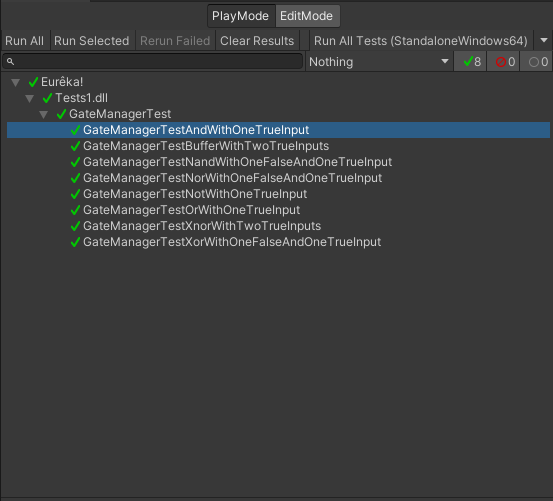 PlayMode EditMode
Run All Run Selected Rerun Failed Clear Results Run All Tests (StandaloneWindows64)
Nothing 8 0 0
Eurêka!
Tests1.dll
GateManagerTest
GateManagerTestAndWithOneTrueInput
GateManagerTestBufferWithTwoTrueInputs
GateManagerTestNandWithOneFalseAndOneTrueInput
GateManagerTestNorWithOneFalseAndOneTrueInput
GateManagerTestNotWithOneTrueInput
GateManagerTestOrWithOneTrueInput
GateManagerTestXnorWithTwoTrueInputs
GateManagerTestXorWithOneFalseAndOneTrueInput